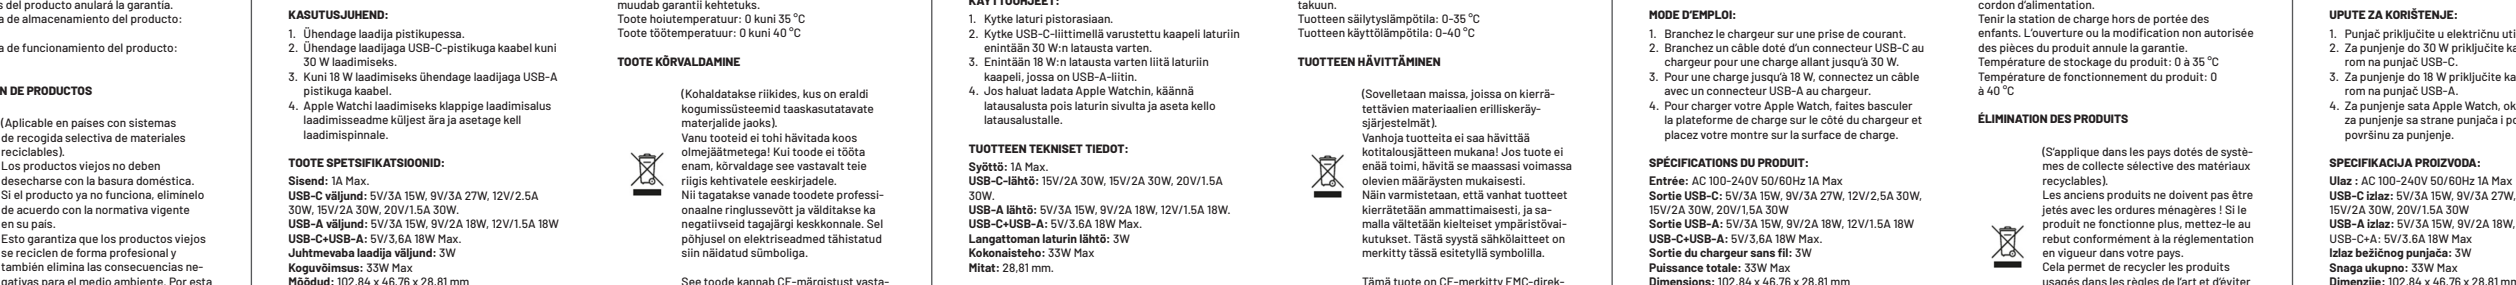 s del producto anulará la garantía.
a de almacenamiento del producto:
a de funcionamiento del producto:
N DE PRODUCTOS
(Aplicable en países con sistemas
de recogida selectiva de materiales
reciclables).
Los productos viejos no deben
desecharse con la basura doméstica.
Si el producto ya no funciona, elimínelo
de acuerdo con la normativa vigente
en su país.
Esto garantiza que los productos viejos
se reciclen de forma profesional y
también elimina las consecuencias ne-
gativas para el medio ambiente. Por esta
KASUTUSJUHEND:
1. Ühendage laadija pistikupessa.
2. Ühendage laadijaga USB-C-pistikuga kaabel kuni
30 W laadimiseks.
3. Kuni 18 W laadimiseks ühendage laadijaga USB-A
pistikuga kaabel.
4. Apple Watchi laadimiseks klappige laadimisalus
laadimisseadme küljest ära ja asetage kell
laadimispinnale.
TOOTE SPETSIFIKATSIOONID:
Sisend: 1A Max.
USB-C väljund: 5V/3A 15W, 9V/3A 27W, 12V/2.5A
30W, 15V/2A 30W, 20V/1.5A 30W.
USB-A väljund: 5V/3A 15W, 9V/2A 18W, 12V/1.5A 18W
USB-C+USB-A: 5V/3,6A 18W Max.
Juhtmevaba laadija väljund: 3W
Koguvõimsus: 33W Max
Mõõdud: 102,84 x 46,76 x 28,81 mm
muudab garantii kehtetuks.
Toote hoiutemperatuur: 0 kuni 35 °C
Toote töötemperatuur: 0 kuni 40 °C
TOOTE KÕRVALDAMINE
(Kohaldatakse riikides, kus on eraldi
kogumissüsteemid taaskasutatavate
materjalide jaoks).
Vanu tooteid ei tohi hävitada koos
olmejäätmetega! Kui toode ei tööta
enam, kõrvaldage see vastavalt teie
riigis kehtivatele eeskirjadele.
Nii tagatakse vanade toodete professi-
onaalne ringlussevõtt ja välditakse ka
negatiivseid tagajärgi keskkonnale. Sel
põhjusel on elektriseadmed tähistatud
siin näidatud sümboliga.
See toode kannab CE-märgistust vasta-
KÄYTTÖOHJEET:
1. Kytke laturi pistorasiaan.
2. Kytke USB-C-liittimellä varustettu kaapeli laturiin
enintään 30 W:n latausta varten.
3. Enintään 18 W:n latausta varten liitä laturiin
kaapeli, jossa on USB-A-liitin.
4. Jos haluat ladata Apple Watchin, käännä
latausalusta pois laturin sivulta ja aseta kello
latausalustalle.
TUOTTEEN TEKNISET TIEDOT:
Syöttö: 1A Max.
USB-C-lähtö: 15V/2A 30W, 15V/2A 30W, 20V/1.5A
30W.
USB-A lähtö: 5V/3A 15W, 9V/2A 18W, 12V/1.5A 18W.
USB-C+USB-A: 5V/3.6A 18W Max.
Langattoman laturin lähtö: 3W
Kokonaisteho: 33W Max
Mitat: 28,81 mm.
takuun.
Tuotteen säilytyslämpötila: 0-35 °C
Tuotteen käyttölämpötila: 0-40 °C
TUOTTEEN HÄVITTÄMINEN
(Sovelletaan maissa, joissa on kierrä-
tettävien materiaalien erilliskeräy-
sjärjestelmät).
Vanhoja tuotteita ei saa hävittää
kotitalousjätteen mukana! Jos tuote ei
enää toimi, hävitä se maassasi voimassa
olevien määräysten mukaisesti.
Näin varmistetaan, että vanhat tuotteet
kierrätetään ammattimaisesti, ja sa-
malla vältetään kielteiset ympäristövai-
kutukset. Tästä syystä sähkölaitteet on
merkitty tässä esitetyllä symbolilla.
Tämä tuote on CE-merkitty EMC-direk-
MODE D'EMPLOI:
1. Branchez le chargeur sur une prise de courant.
2. Branchez un câble doté d'un connecteur USB-C au
chargeur pour une charge allant jusqu'à 30 W.
3. Pour une charge jusqu'à 18 W, connectez un câble
avec un connecteur USB-A au chargeur.
4. Pour charger votre Apple Watch, faites basculer
la plateforme de charge sur le côté du chargeur et
placez votre montre sur la surface de charge.
SPÉCIFICATIONS DU PRODUIT:
Entrée: AC 100-240V 50/60Hz 1A Max
Sortie USB-C: 5V/3A 15W, 9V/3A 27W, 12V/2,5A 30W,
15V/2A 30W, 20V/1,5A 30W
Sortie USB-A: 5V/3A 15W, 9V/2A 18W, 12V/1.5A 18W
USB-C+USB-A: 5V/3,6A 18W Max.
Sortie du chargeur sans fil: 3W
Puissance totale: 33W Max
Dimensions: 102,84 x 46,76 x 28,81 mm
cordon d'alimentation.
Tenir la station de charge hors de portée des
enfants. L'ouverture ou la modification non autorisée
des pièces du produit annule la garantie.
Température de stockage du produit: 0 à 35 °C
Température de fonctionnement du produit: 0
à 40 °C
ÉLIMINATION DES PRODUITS
(S'applique dans les pays dotés de systè-
mes de collecte sélective des matériaux
recyclables).
Les anciens produits ne doivent pas être
jetés avec les ordures ménagères ! Si le
produit ne fonctionne plus, mettez-le au
rebut conformément à la réglementation
en vigueur dans votre pays.
Cela permet de recycler les produits
usagés dans les règles de l'art et d'éviter
UPUTE ZA KORIŠTENJE:
1. Punjač priključite u električnu uti
2. Za punjenje do 30 W priključite ka
rom na punjač USB-C.
3. Za punjenje do 18 W priključite ka
rom na punjač USB-A.
4. Za punjenje sata Apple Watch, ok
za punjenje sa strane punjača i po
površinu za punjenje.
SPECIFIKACIJA PROIZVODA:
Ulaz : AC 100-240V 50/60Hz 1A Max
USB-C izlaz: 5V/3A 15W, 9V/3A 27W,
15V/2A 30W, 20V/1.5A 30W
USB-A izlaz: 5V/3A 15W, 9V/2A 18W,
USB-C+A: 5V/3.6A 18W Max
Izlaz bežičnog punjača: 3W
Snaga ukupno: 33W Max
Dimenzije: 102,84 x 46,76 x 28,81 mm